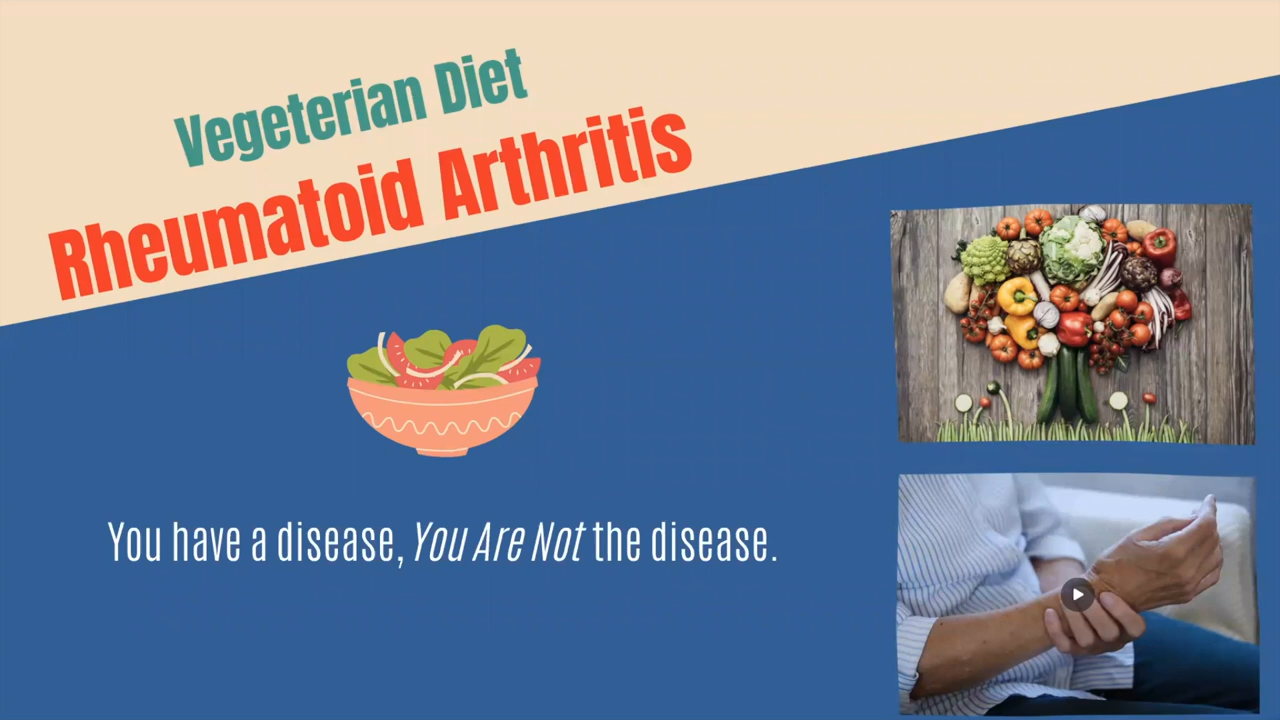 Vegeterian Diet
Rheumatoid Arthritis
You have a disease, You Are Not the disease.